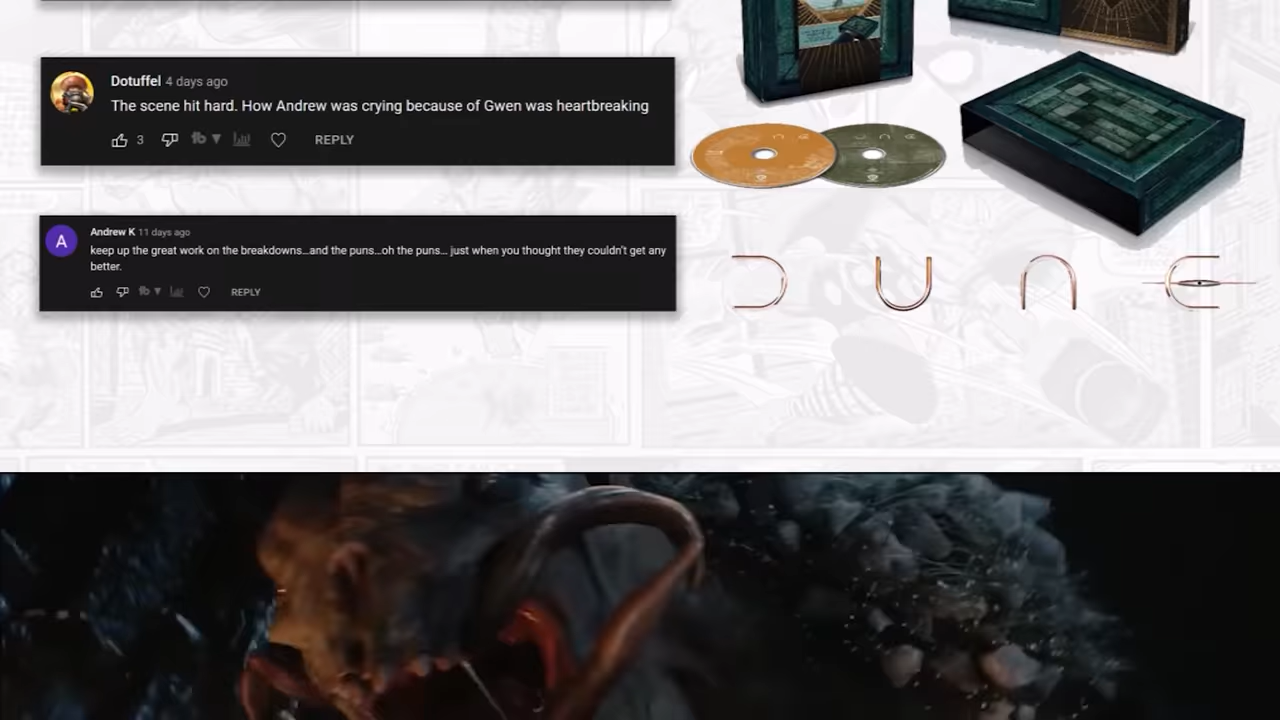 Dotuffel 4 days ago
The scene hit hard. How Andrew was crying because of Gwen was heartbreaking
3
REPLY
A
Andrew K 11 days ago
keep up the great work on the breakdowns...and the puns...oh the puns... just when you thought they couldn't get any
better.
REPLY
DUNE